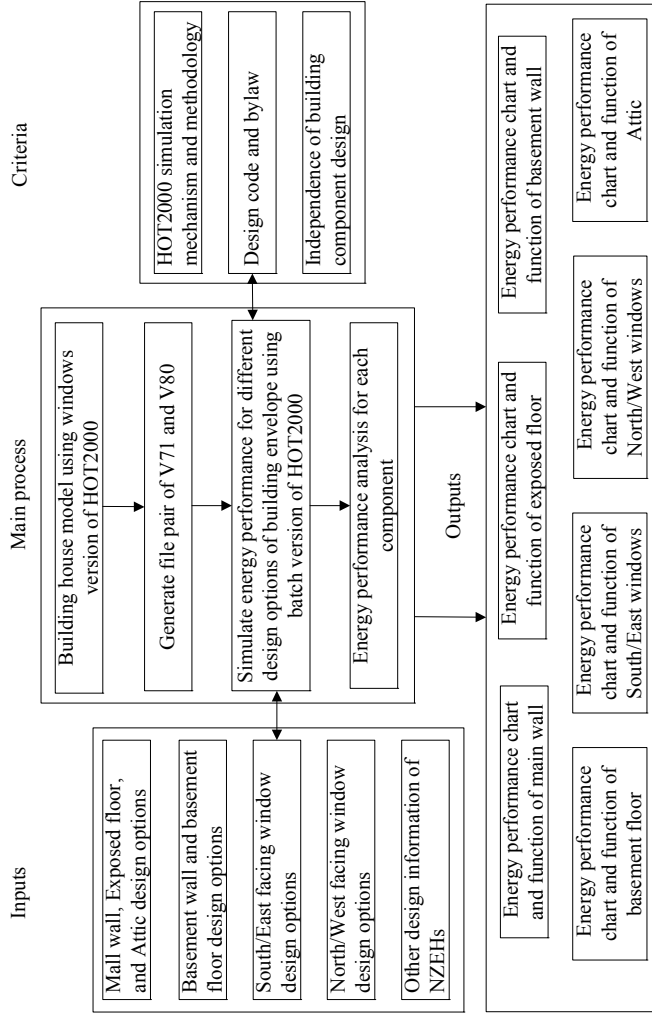 Inputs
Mall wall, Exposed floor,
and Attic design options
Basement wall and basement
floor design options
South/East facing window
design options
North/West facing window
design options
Other design information of
NZEHs
Main process
Building house model using windows
version of HOT2000
Generate file pair of V71 and V80
Simulate energy performance for different
design options of building envelope using
batch version of HOT2000
Energy performance analysis for each
component
Criteria
HOT2000 simulation
mechanism and methodology
Design code and bylaw
Independence of building
component design
Outputs
Energy performance chart
and function of main wall
Energy performance chart and
function of exposed floor
Energy performance chart and
function of basement wall
Energy performance
chart and function of
basement floor
Energy performance
chart and function of
South/East windows
Energy performance
chart and function of
North/West windows
Energy performance
chart and function of
Attic